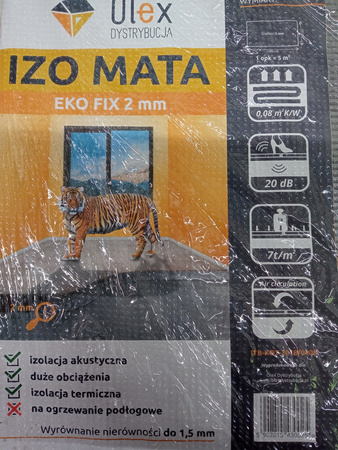 Ulex
DYSTRYBUCJA
IZO MATA
EKO FIX 2 mm
izolacja akustyczna
duże obciążenia
izolacja termiczna
na ogrzewanie podłogowe
Wyrównanie nierówności do 1,5 mm
1 opk = 5 m²
0,08 m²K/W
20 dB
7t/m²
Air circulation